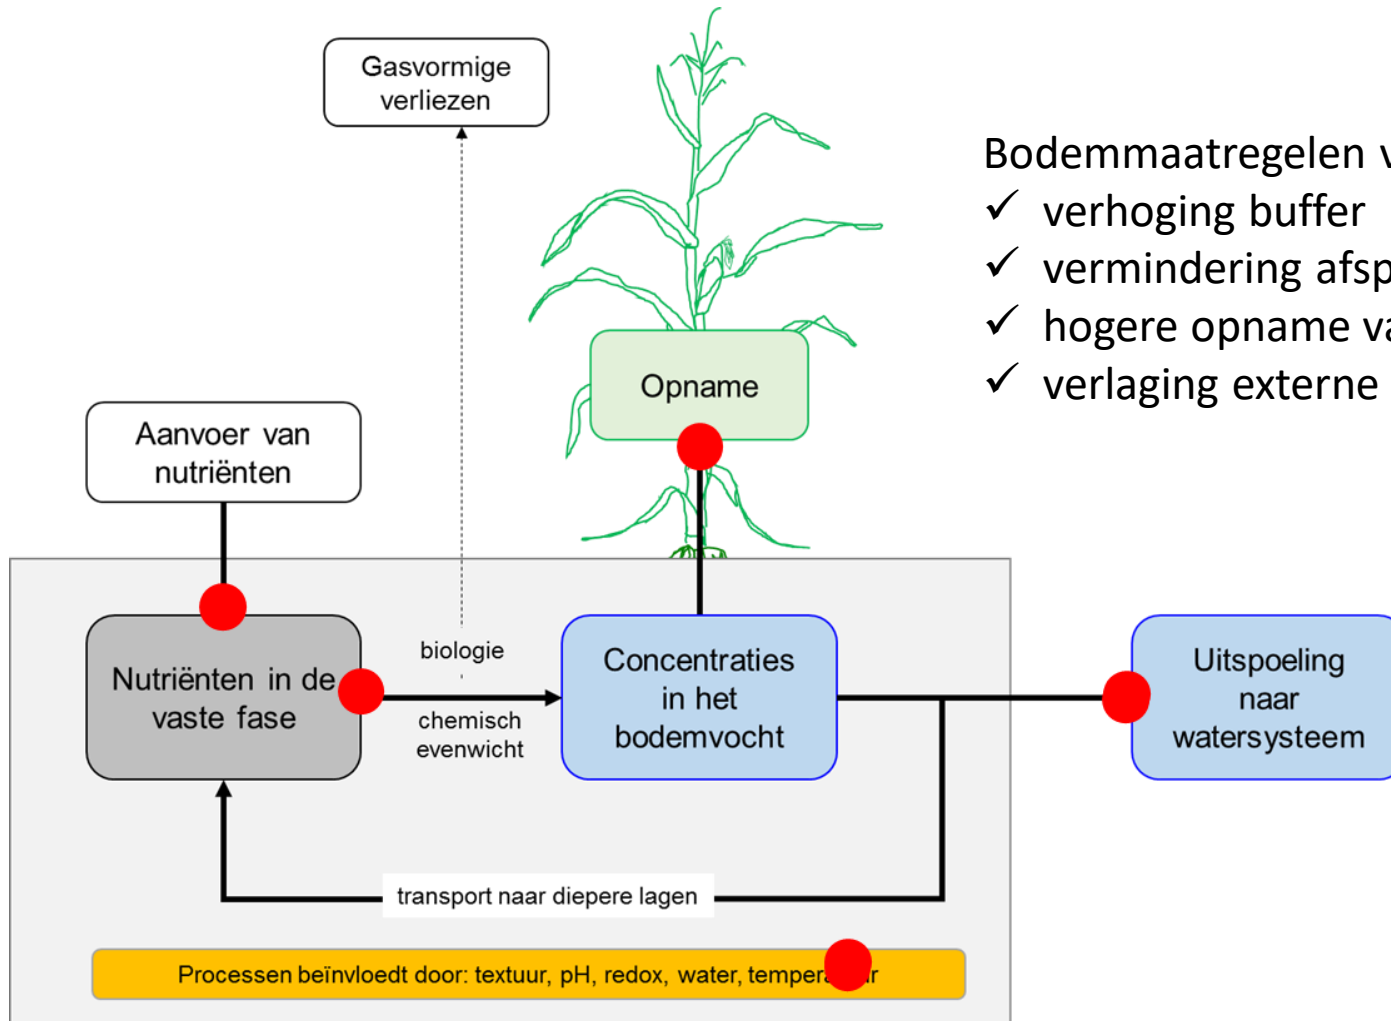 Gasvormige
verliezen
Bodemmaatregelen
✓ verhoging buffer
✓ vermindering
✓ hogere opname
✓ verlaging externe
Opname
Aanvoer van
nutriënten
Nutriënten in de
vaste fase
biologie
chemisch
evenwicht
Concentraties
in het
bodemvocht
Uitspoeling
naar
watersysteem
transport naar diepere lagen
Processen beïnvloedt door: textuur, pH, redox, water,